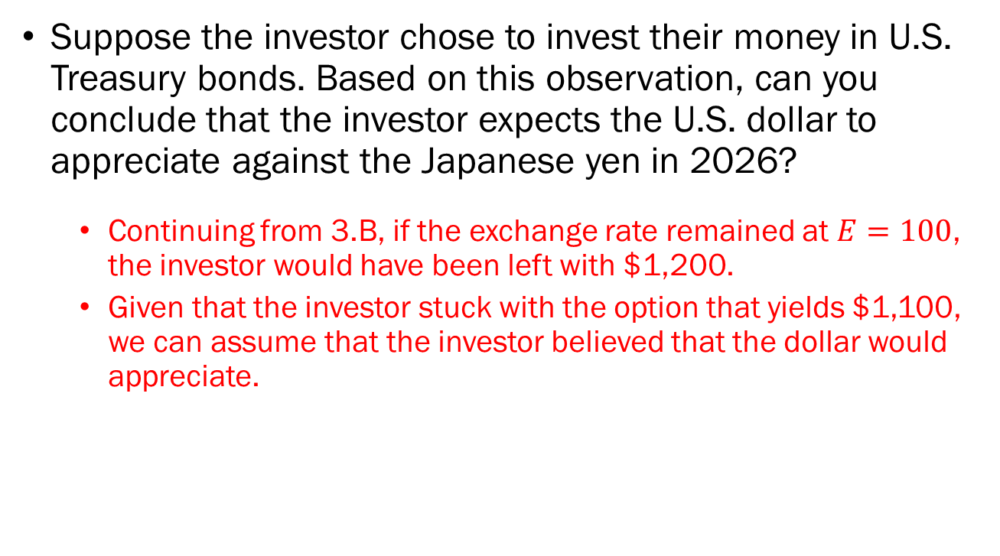 • Suppose the investor chose to invest their money in U.S.
Treasury bonds. Based on this observation, can you
conclude that the investor expects the U.S. dollar to
appreciate against the Japanese yen in 2026?
• Continuing from 3.B, if the exchange rate remained at 𝐸 = 100,
the investor would have been left with $1,200.
• Given that the investor stuck with the option that yields $1,100,
we can assume that the investor believed that the dollar would
appreciate.